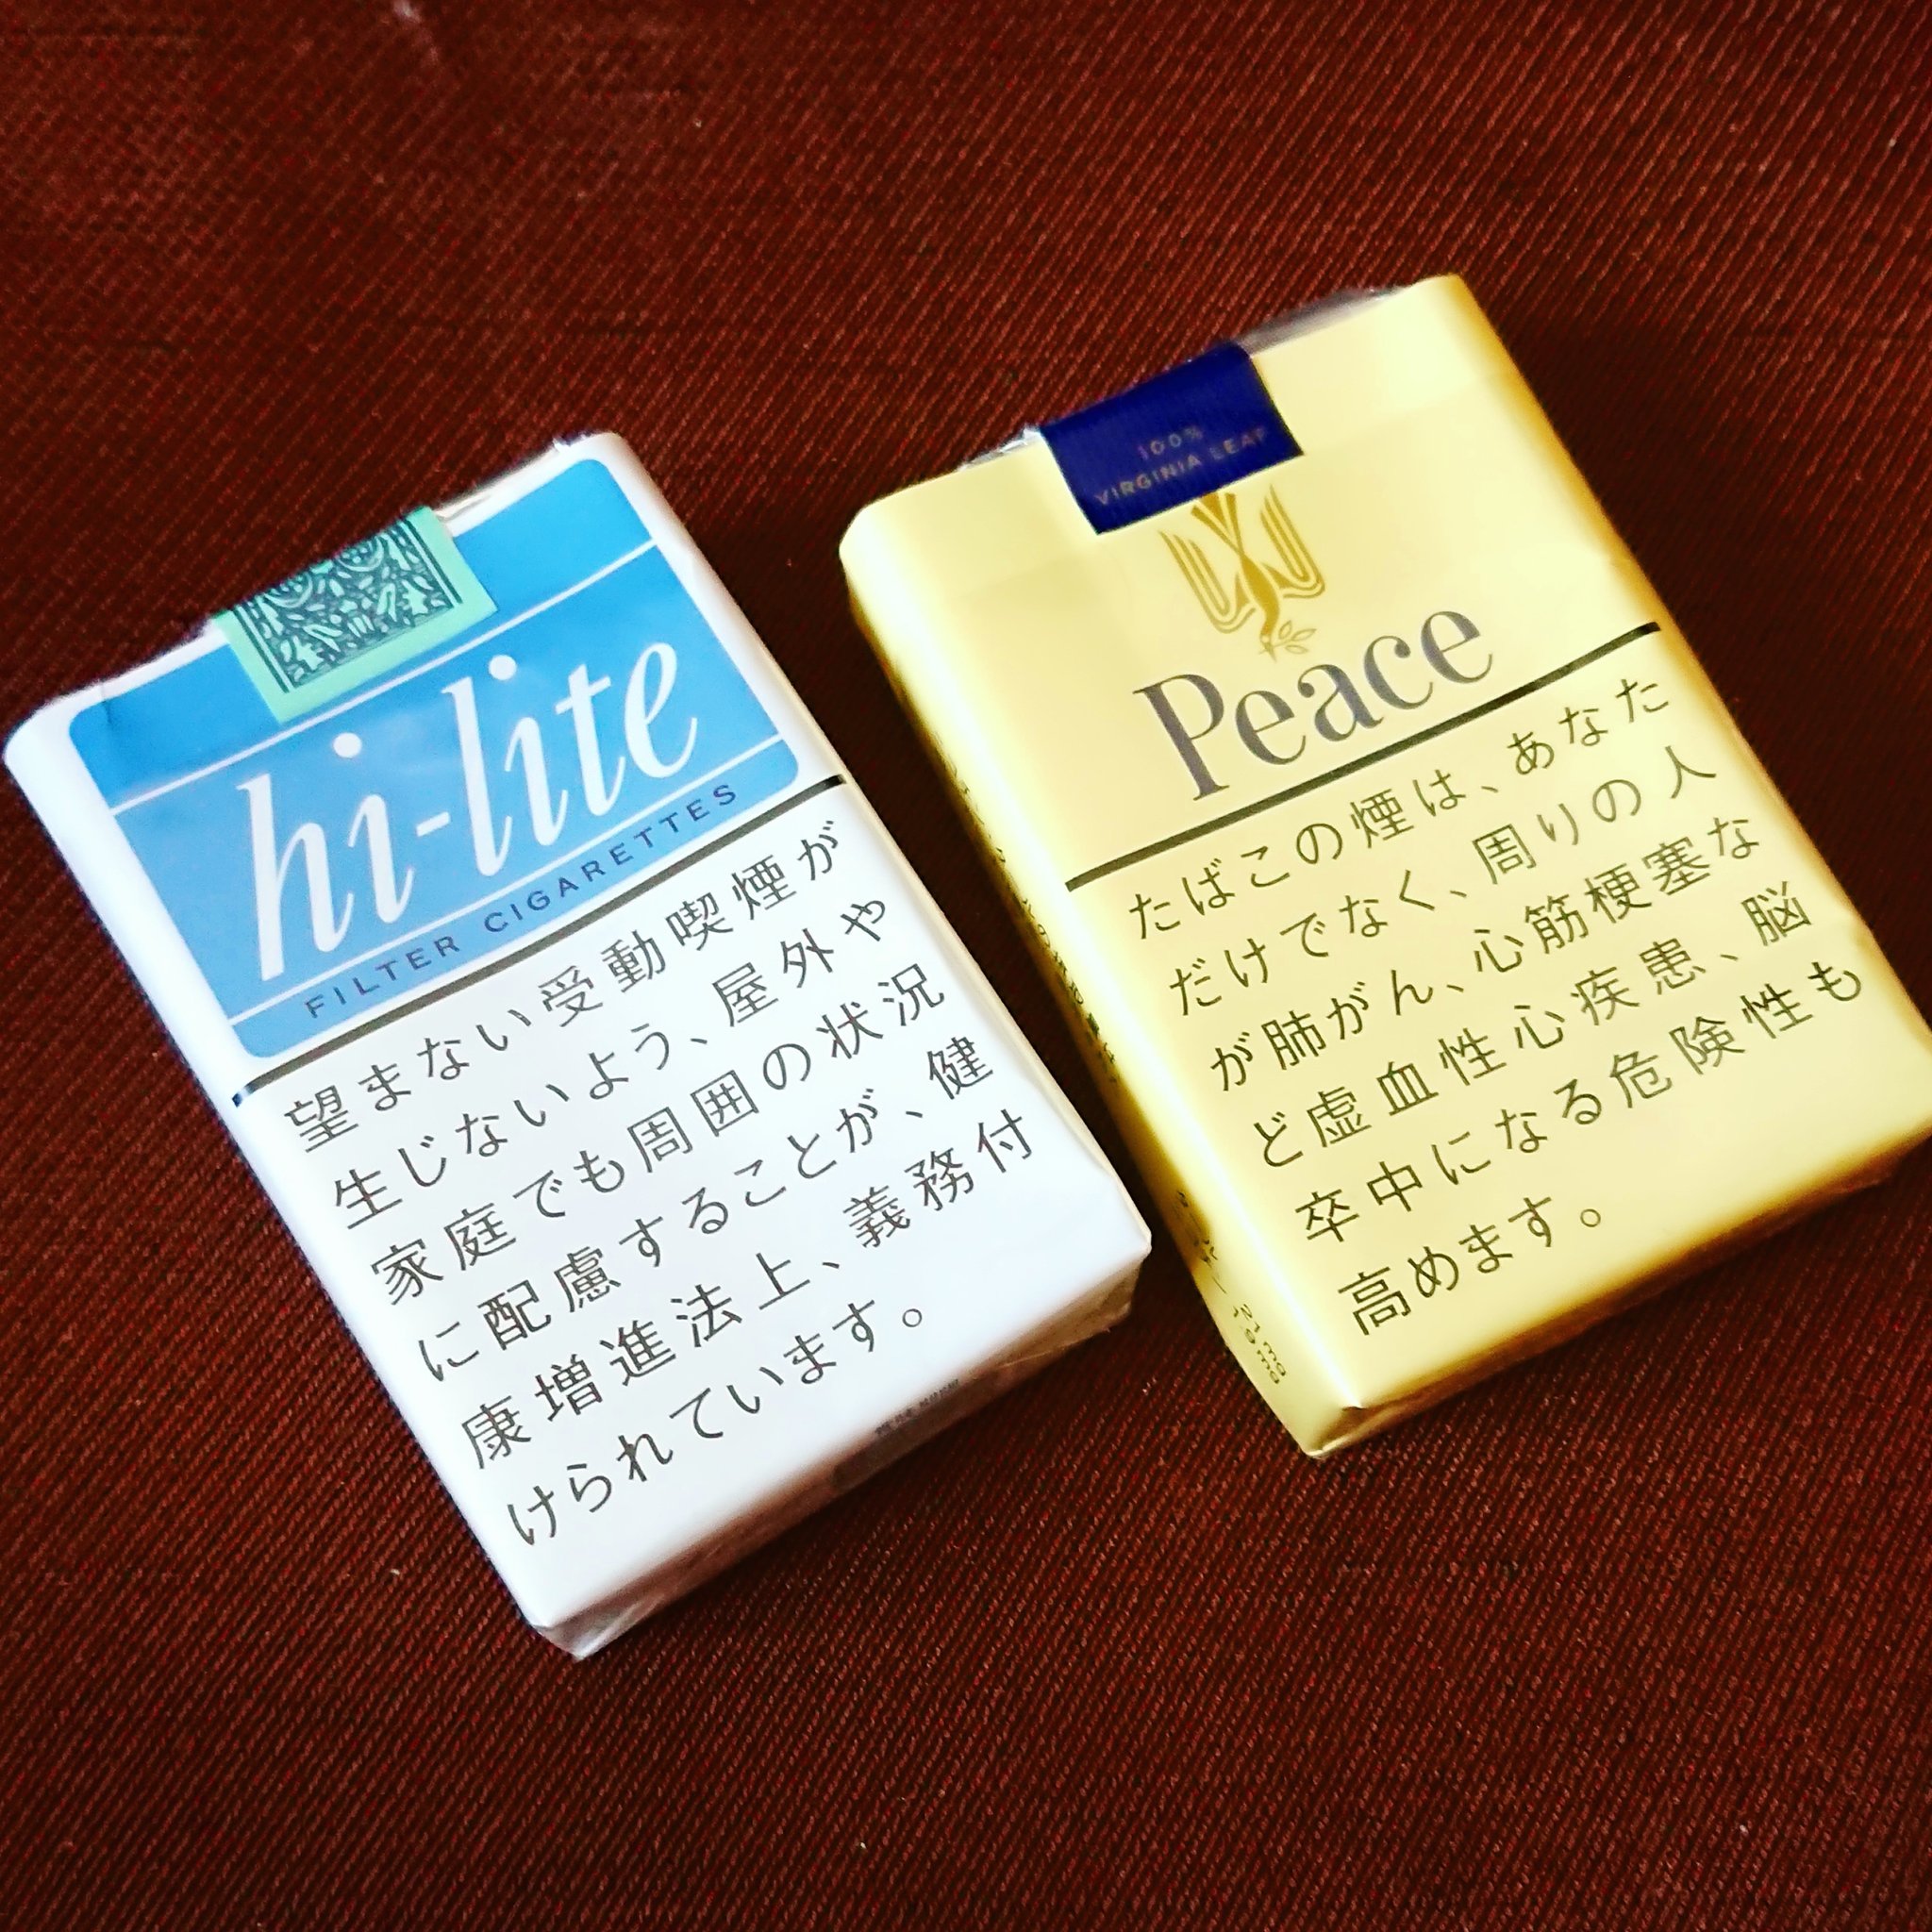 hi-lite
FILTER CIGARETTES
望まない受動喫煙が
生じないよう、屋外や
家庭でも周囲の状況
に配慮することが、健
康増進法上、義務付
けられています。
100%
VIRGINIA LEAF
Peace
たばこの煙は、あなた
だけでなく、周りの人
が肺がん、心筋梗塞な
ど虚血性心疾患、脳
卒中になる危険性も
高めます。